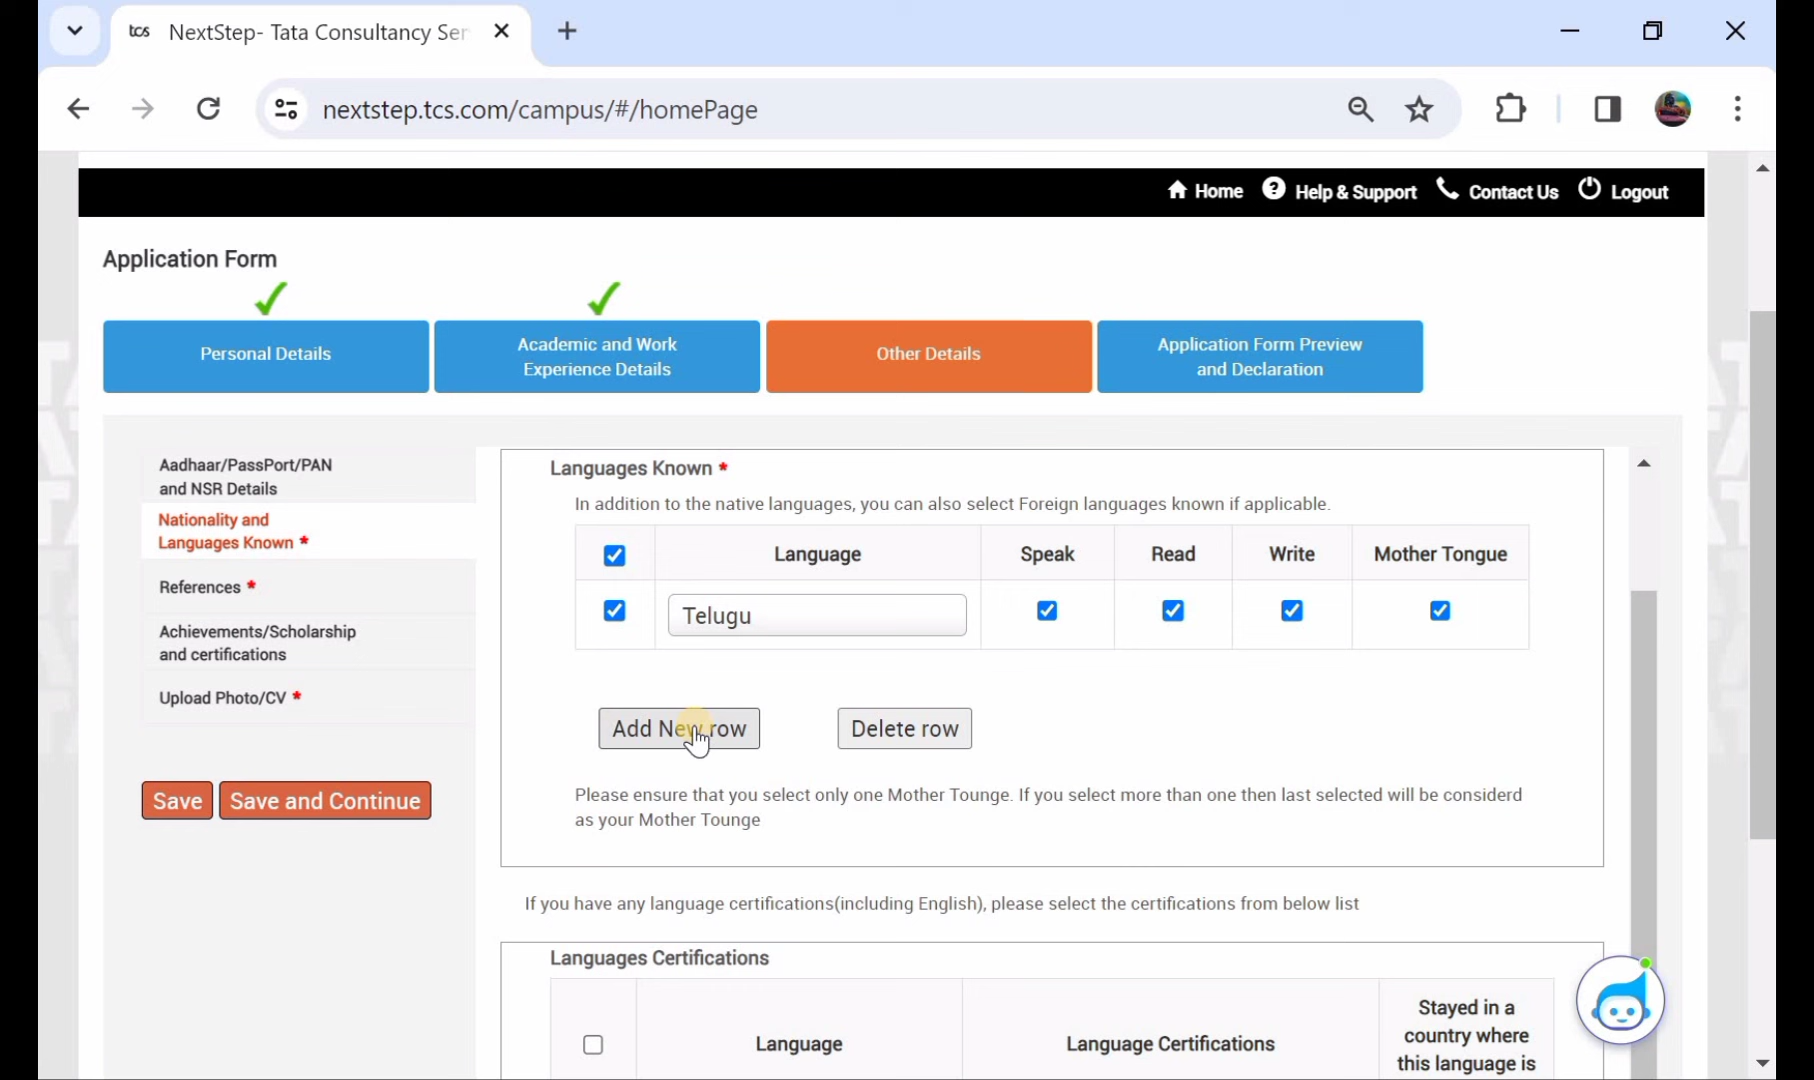 tcs NextStep- Tata Consultancy Ser
nextstep.tcs.com/campus/#/homePage
Home Help & Support Contact Us Logout
Application Form
Personal Details
Academic and Work
Experience Details
Other Details
Application Form Preview
and Declaration
Aadhaar/PassPort/PAN
and NSR Details
Nationality and
Languages Known *
References *
Achievements/Scholarship
and certifications
Upload Photo/CV *
Save Save and Continue
Languages Known *
In addition to the native languages, you can also select Foreign languages known if applicable.
Language Speak Read Write Mother Tongue
Telugu
Add New row Delete row
Please ensure that you select only one Mother Tounge. If you select more than one then last selected will be considerd
as your Mother Tounge
If you have any language certifications(including English), please select the certifications from below list
Languages Certifications
Language Language Certifications
Stayed in a
country where
this language is